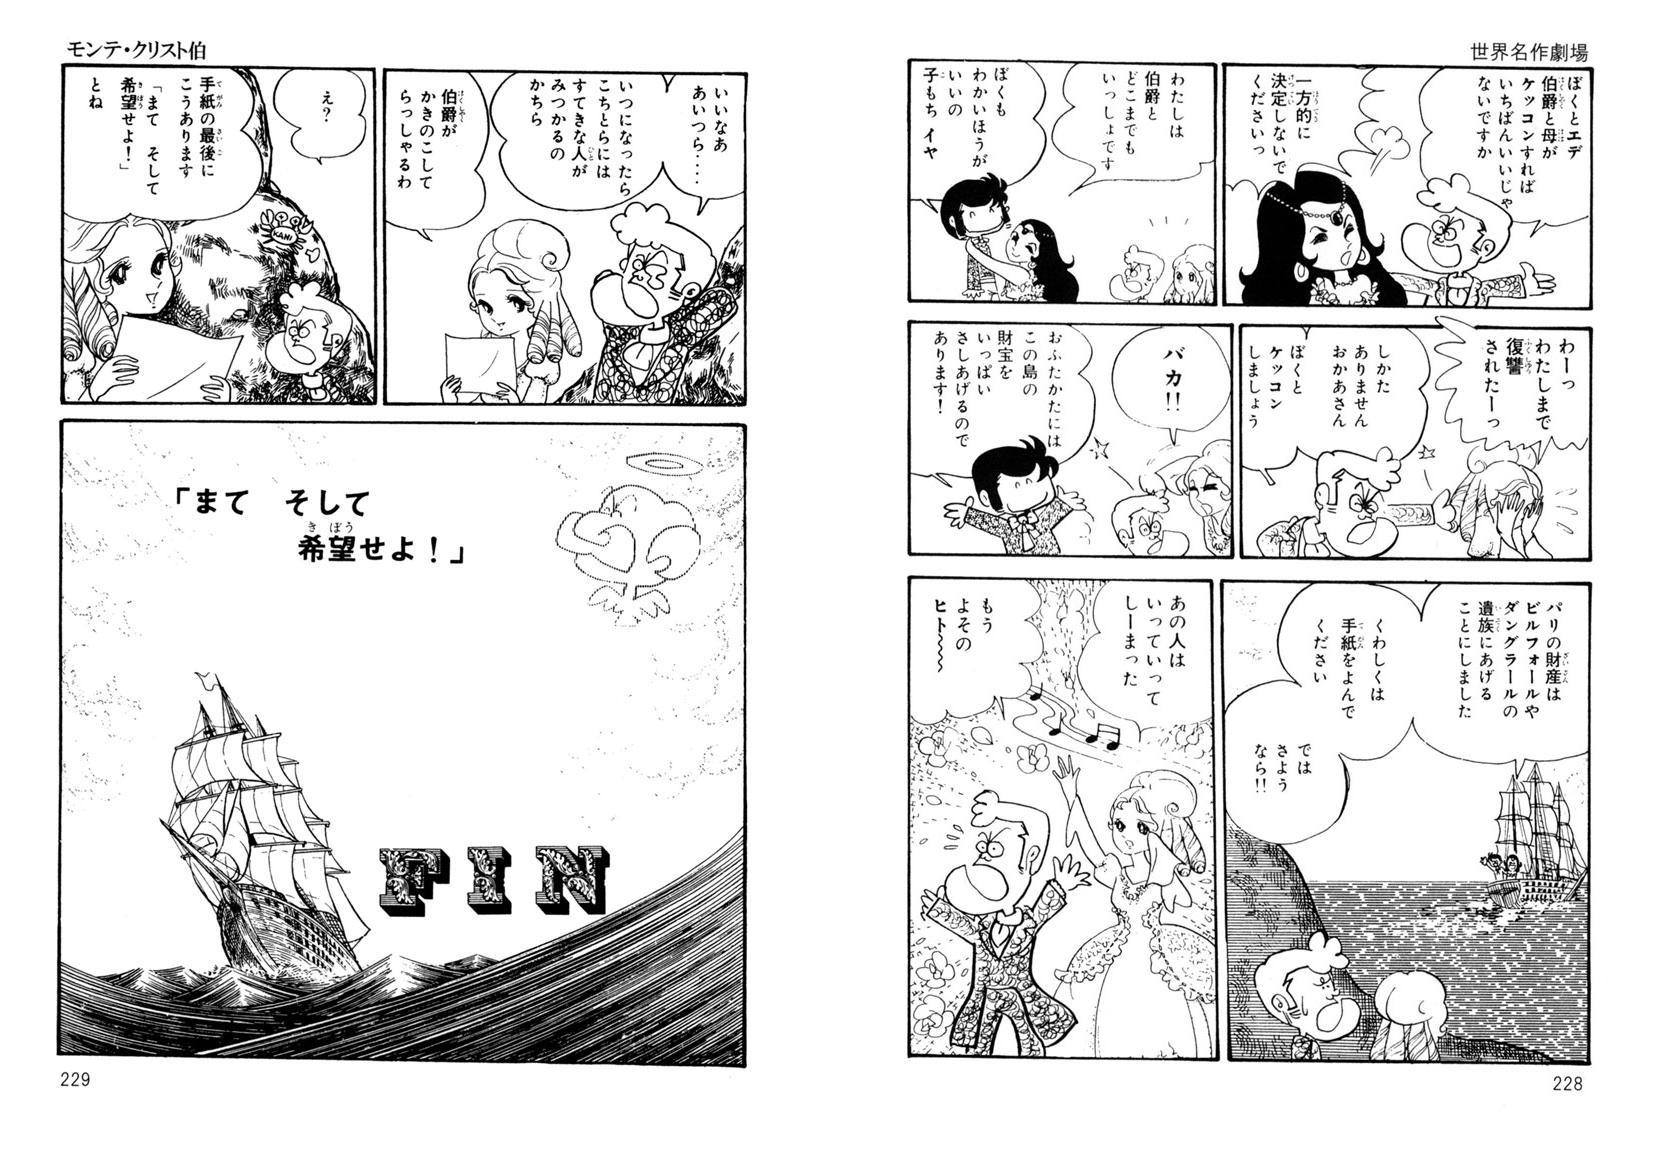 世界名作劇場
ぼくとエデ
伯爵と母が
ケッコンすれば
いちばんいいじゃ
ないですか
一方的に
決定しないで
くださいっ
わたしは
伯爵と
どこまでも
いっしょです
ぼくも
わかいほうが
いいの
子もち イヤ
わーっ
わたしまで
復讐
されたーっ
しかた
ありません
おかあさん
ぼくと
ケッコン
しましょう
バカ!!
おふたかたには
この島の
財宝を
いっぱい
さしあげるので
あります!
パリの財産は
ビルフォールや
ダングラールの
遺族にあげる
ことにしました
くわしくは
手紙をよんで
ください
では
さよう
なら!!
あの人は
いっていって
しーまった
もう
よその
ヒト〜〜〜
228
モンテ・クリスト伯
いいなあ
あいつら‥‥
いつになったら
こちとらには
すてきな人が
みつかるの
かちら
伯爵が
かきのこして
らっしゃるわ
え?
手紙の最後に
こうあります
「まて そして
希望せよ!」
とね
KANI
「まて そして
希望せよ!」
FIN
229